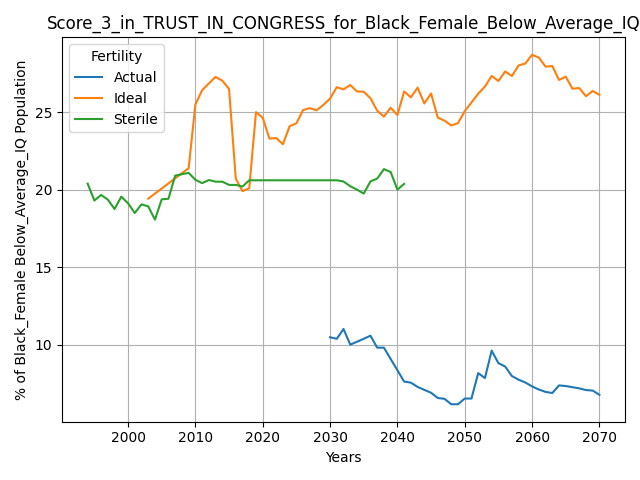 Score_3_in_TRUST_IN_CONGRESS_for_Black_Female_Below_Average_IQ
% of Black_Female Below_Average_IQ Population
Fertility
Actual
Ideal
Sterile
25
20
15
10
2000 2010 2020 2030 2040 2050 2060 2070
Years